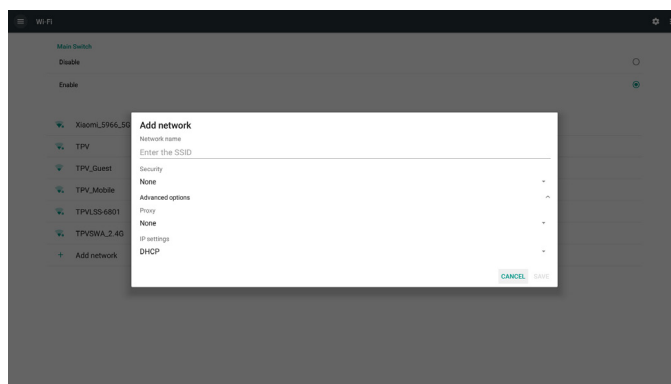 Wi-Fi
Main Switch
Disable
Enable
Xiaomi_5966_5G
TPV
TPV_Guest
TPV_Mobile
TPVLSS-6801
TPVSWA_2.4G
Add network
Add network
Network name
Enter the SSID
Security
None
Advanced options
Proxy
None
IP settings
DHCP
CANCEL SAVE